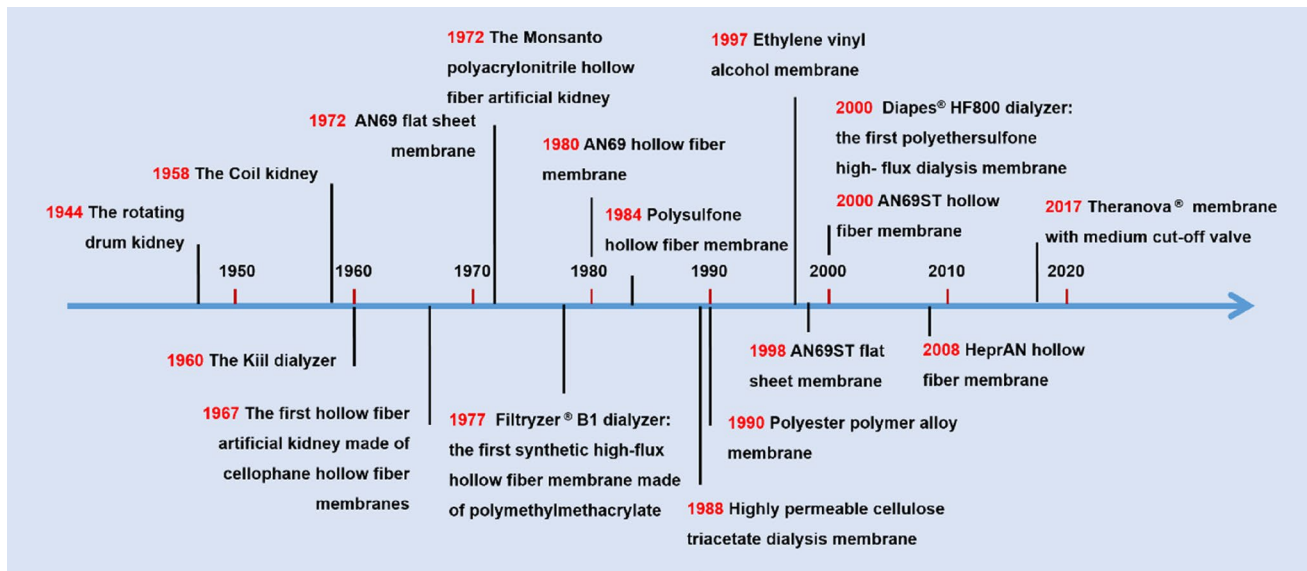 1972 The Monsanto
polyacrylonitrile hollow
fiber artificial kidney
1997 Ethylene vinyl
alcohol membrane
1972 AN69 flat sheet
membrane
1980 AN69 hollow fiber
membrane
2000 Diapes® HF800 dialyzer:
the first polyethersulfone
high- flux dialysis membrane
1958 The Coil kidney
1944 The rotating
drum kidney
1984 Polysulfone
hollow fiber membrane
2000 AN69ST hollow
fiber membrane
2017 Theranova® membrane
with medium cut-off valve
1950 1960 1970 1980 1990 2000 2010 2020
1960 The Kiil dialyzer
1998 AN69ST flat
sheet membrane
2008 HeprAN hollow
fiber membrane
1967 The first hollow fiber
artificial kidney made of
cellophane hollow fiber
membranes
1977 Filtryzer® B1 dialyzer:
the first synthetic high-flux
hollow fiber membrane made
of polymethylmethacrylate
1990 Polyester polymer alloy
membrane
1988 Highly permeable cellulose
triacetate dialysis membrane